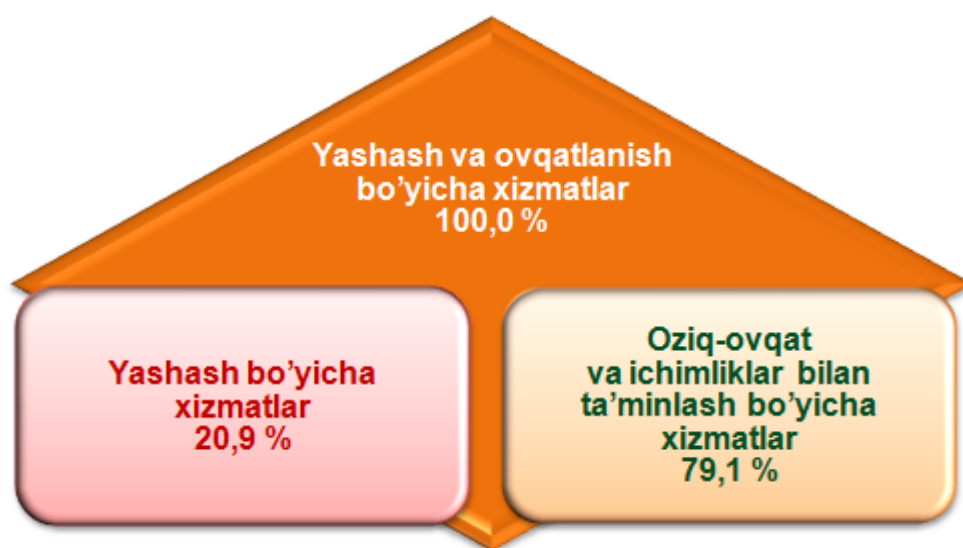 Yashash va ovqatlanish
bo’yicha xizmatlar
100,0 %
Yashash bo’yicha
xizmatlar
20,9 %
Oziq-ovqat
va ichimliklar bilan
ta’minlash bo’yicha
xizmatlar
79,1 %